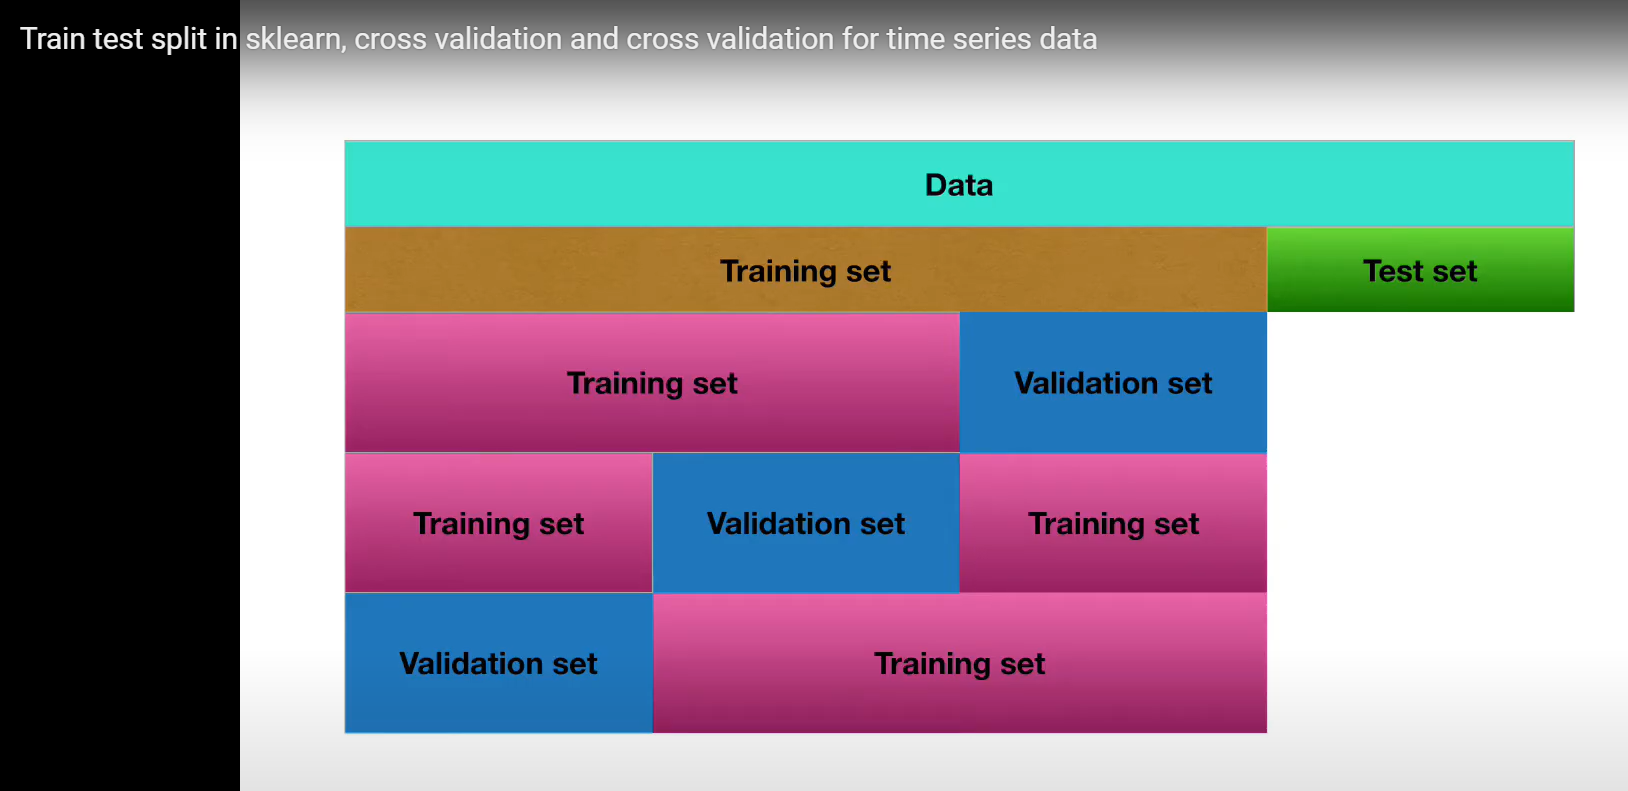 Train test split in sklearn, cross validation and cross validation for time series data
Data
Training set
Test set
Training set
Validation set
Training set
Validation set
Training set
Validation set
Training set